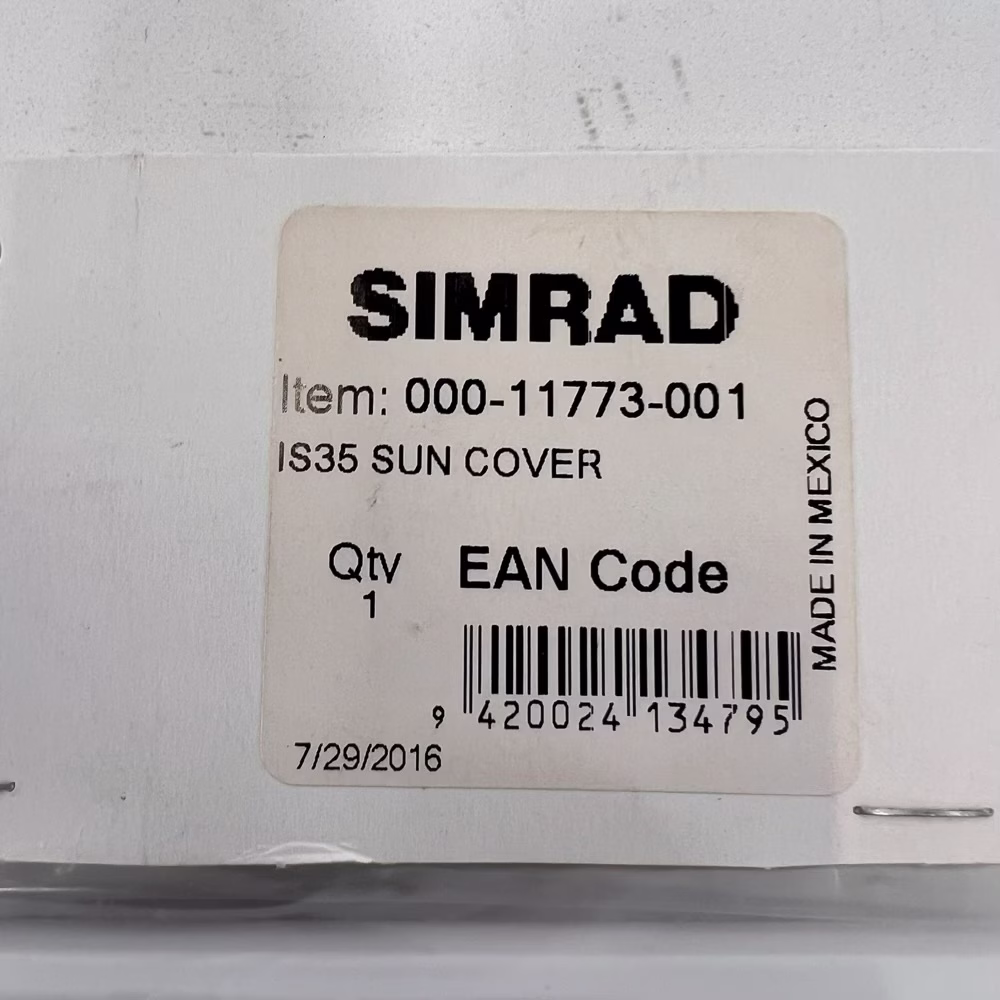 SIMRAD
Item: 000-11773-001
IS35 SUN COVER
MADE IN MEXICO
Qty EAN Code
1
9 420024 134795
7/29/2016